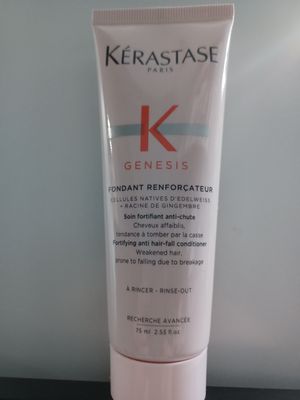 KÉRASTASE
PARIS
K
GENESIS
FONDANT RENFORÇATEUR
CELLULES NATIVES D'EDELWEISS
+ RACINE DE GINGEMBRE
Soin fortifiant anti-chute
Cheveux affaiblis,
tendance à tomber par la casse
Fortifying anti hair-fall conditioner
Weakened hair,
prone to falling due to breakage
À RINCER - RINSE-OUT
RECHERCHE AVANCÉE
75 ml 2.55 fl.oz